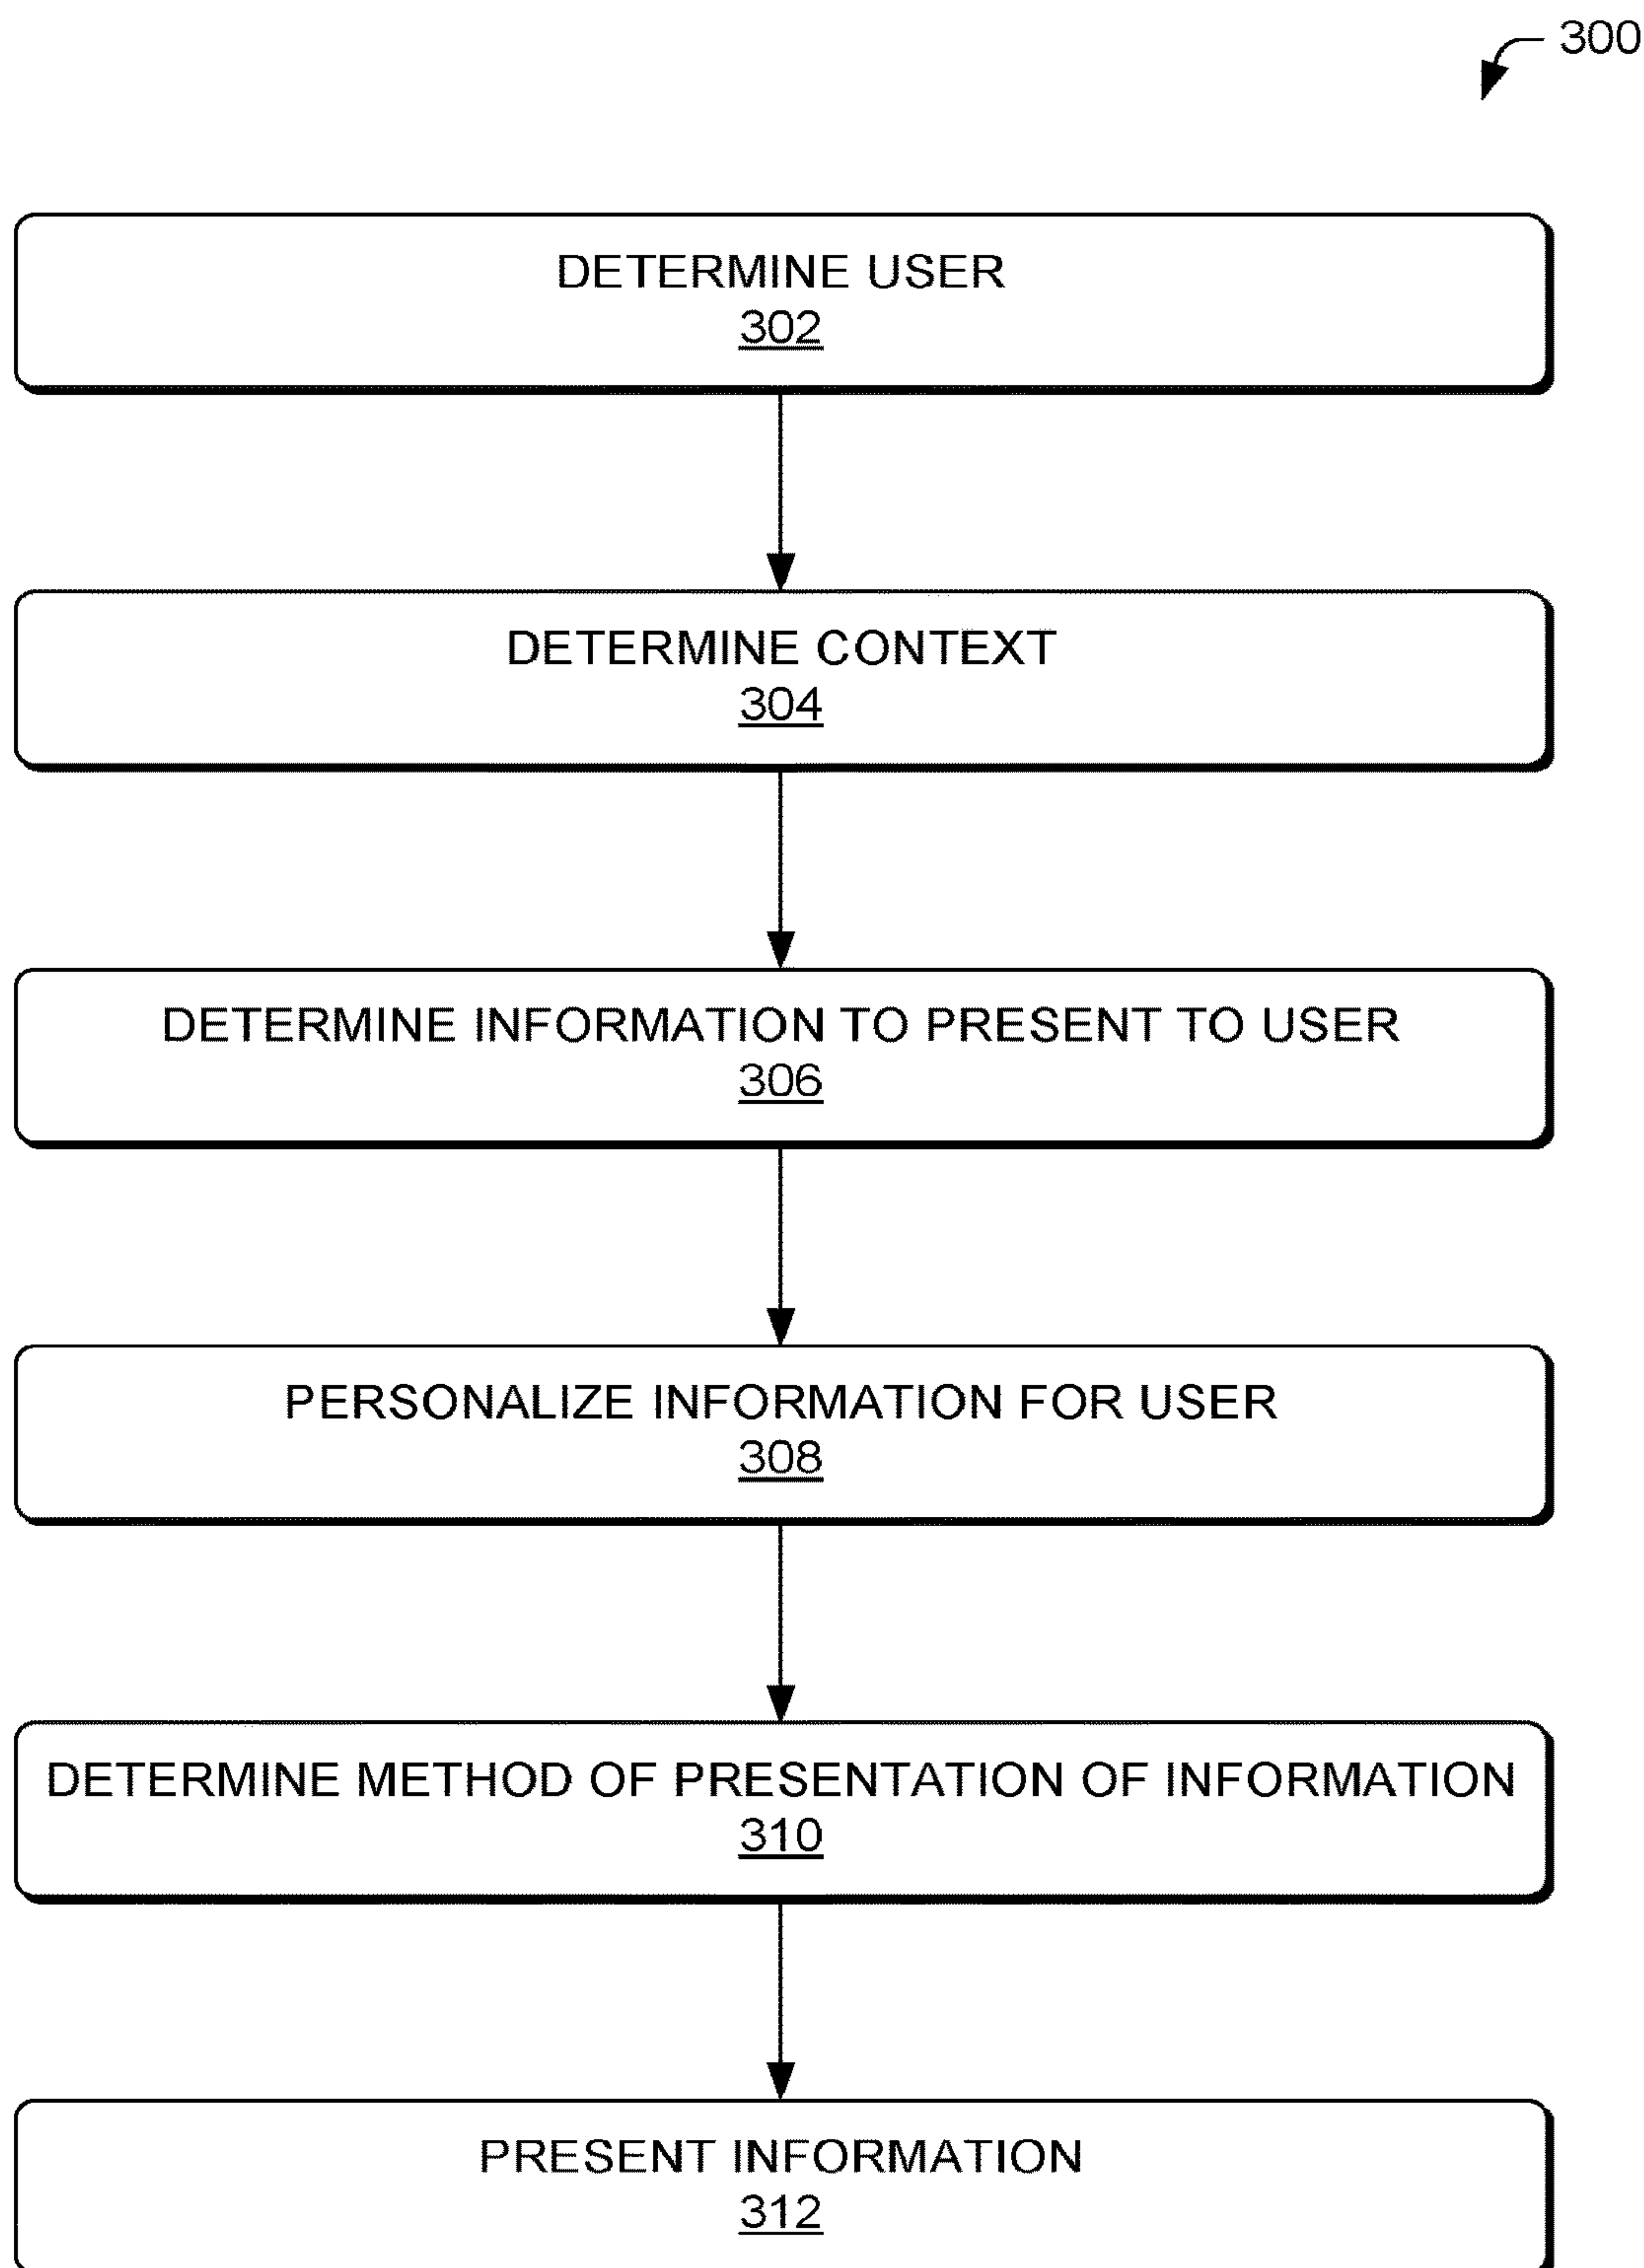 300
DETERMINE USER
302
DETERMINE CONTEXT
304
DETERMINE INFORMATION TO PRESENT TO USER
306
PERSONALIZE INFORMATION FOR USER
308
DETERMINE METHOD OF PRESENTATION OF INFORMATION
310
PRESENT INFORMATION
312